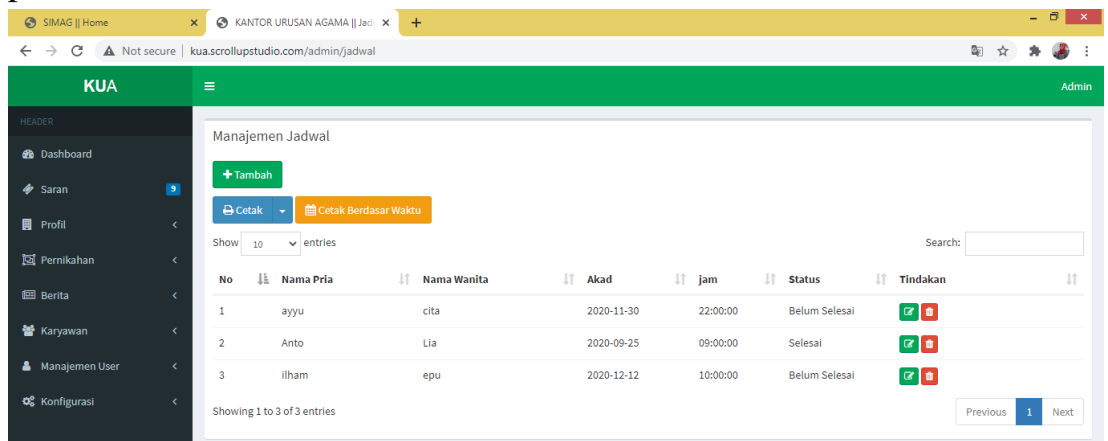 SIMAG || Home
KANTOR URUSAN AGAMA || Jad
Not secure | kua.scrollupstudio.com/admin/jadwal
KUA
Admin
HEADER
Dashboard
Saran 9
Profil
Pernikahan
Berita
Karyawan
Manajemen User
Konfigurasi
Manajemen Jadwal
Tambah
Cetak Cetak Berdasar Waktu
Show 10 entries Search:
No Nama Pria Nama Wanita Akad jam Status Tindakan
1 ayyu cita 2020-11-30 22:00:00 Belum Selesai
2 Anto Lia 2020-09-25 09:00:00 Selesai
3 ilham epu 2020-12-12 10:00:00 Belum Selesai
Showing 1 to 3 of 3 entries Previous 1 Next